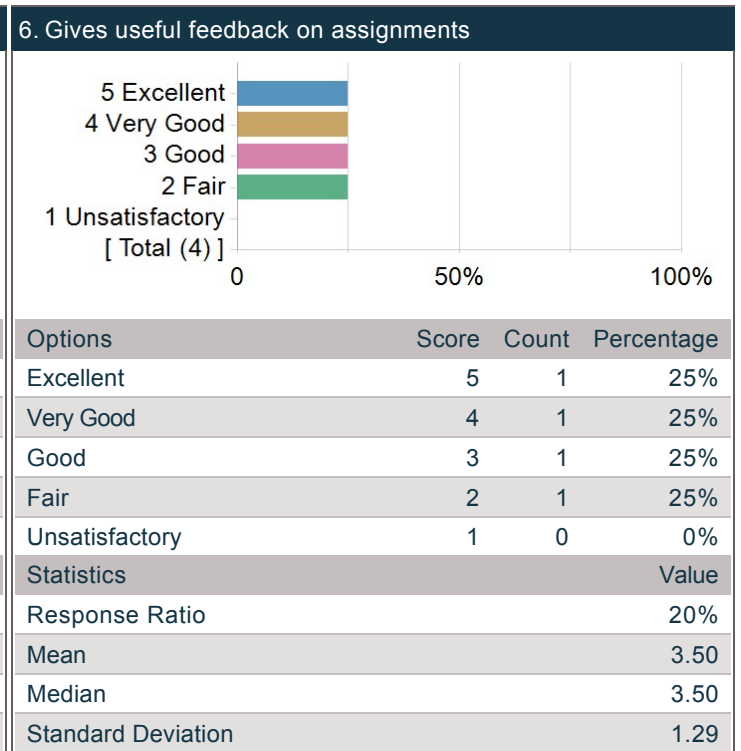 6. Gives useful feedback on assignments
5 Excellent
4 Very Good
3 Good
2 Fair
1 Unsatisfactory
[ Total (4) ]
0 50% 100%
Options Score Count Percentage
Excellent 5 1 25%
Very Good 4 1 25%
Good 3 1 25%
Fair 2 1 25%
Unsatisfactory 1 0 0%
Statistics Value
Response Ratio 20%
Mean 3.50
Median 3.50
Standard Deviation 1.29